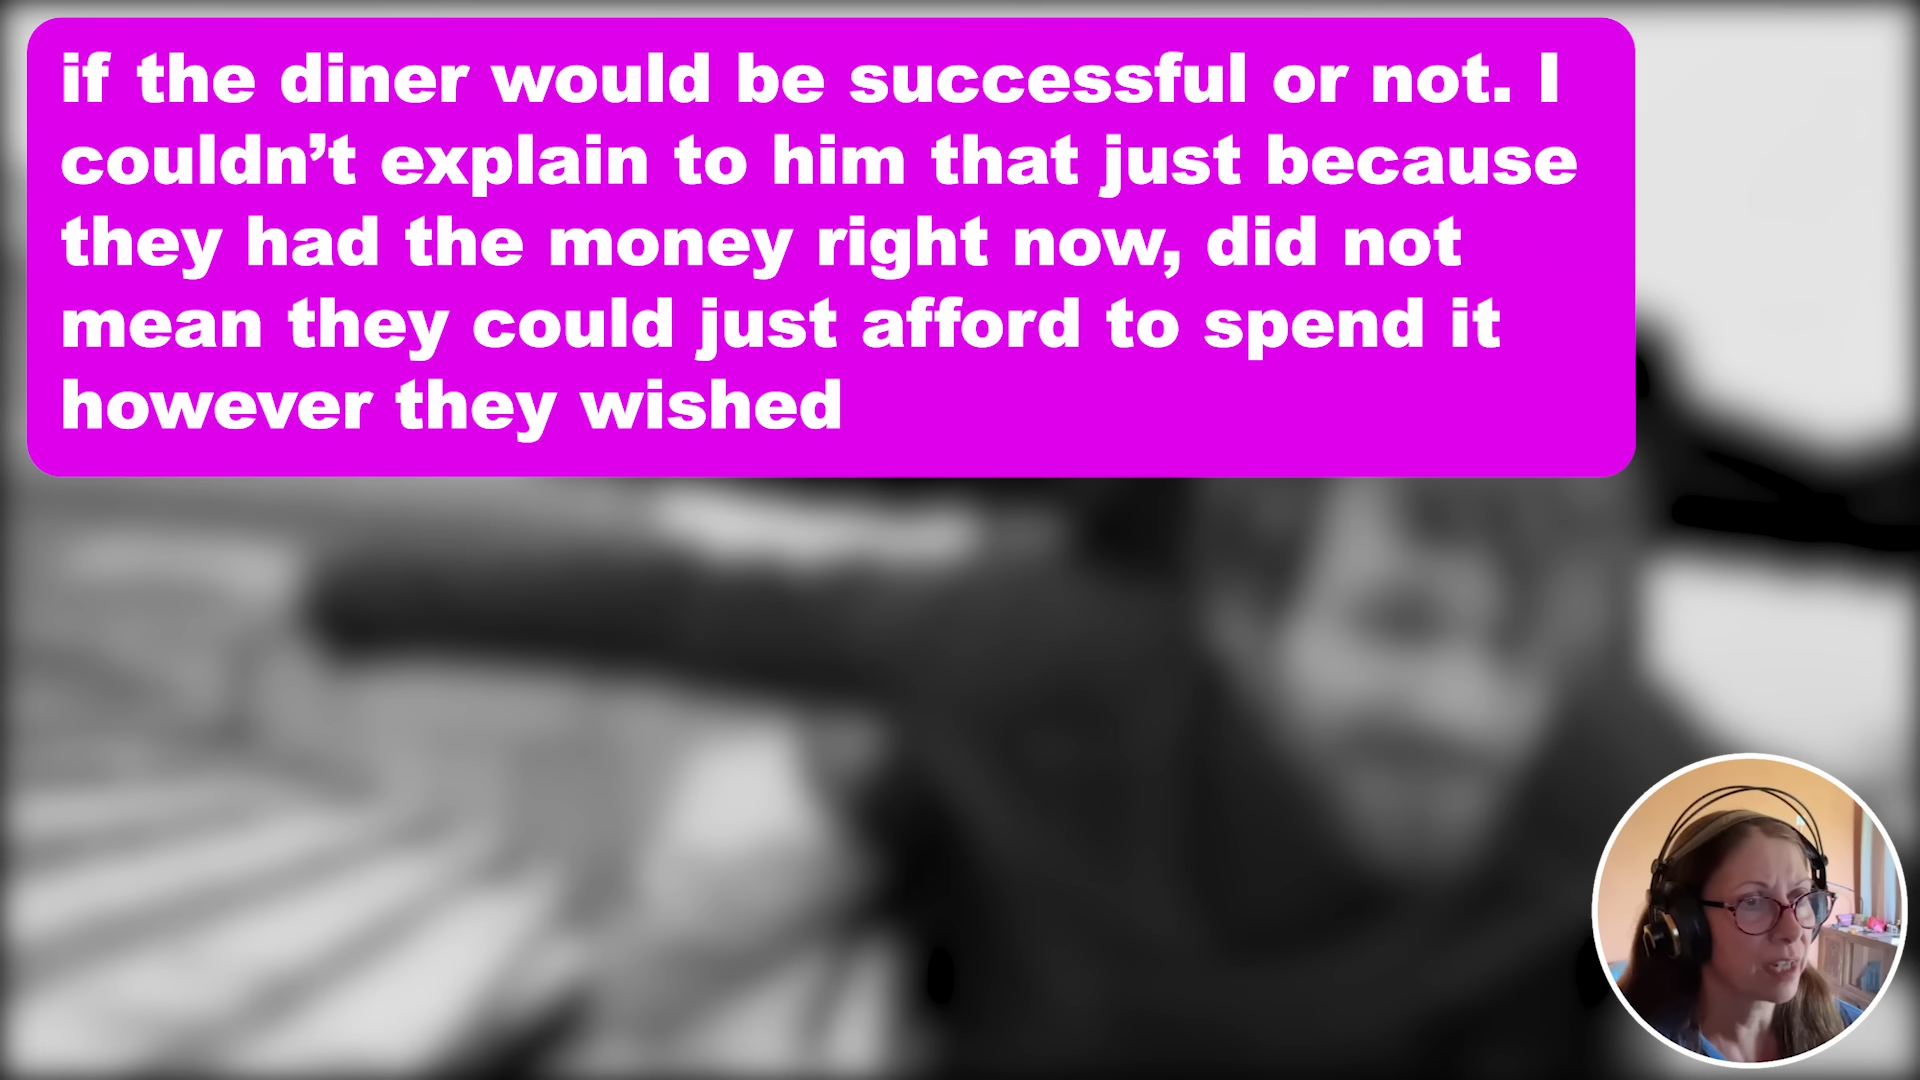 if the diner would be successful or not. I
couldn’t explain to him that just because
they had the money right now, did not
mean they could just afford to spend it
however they wished